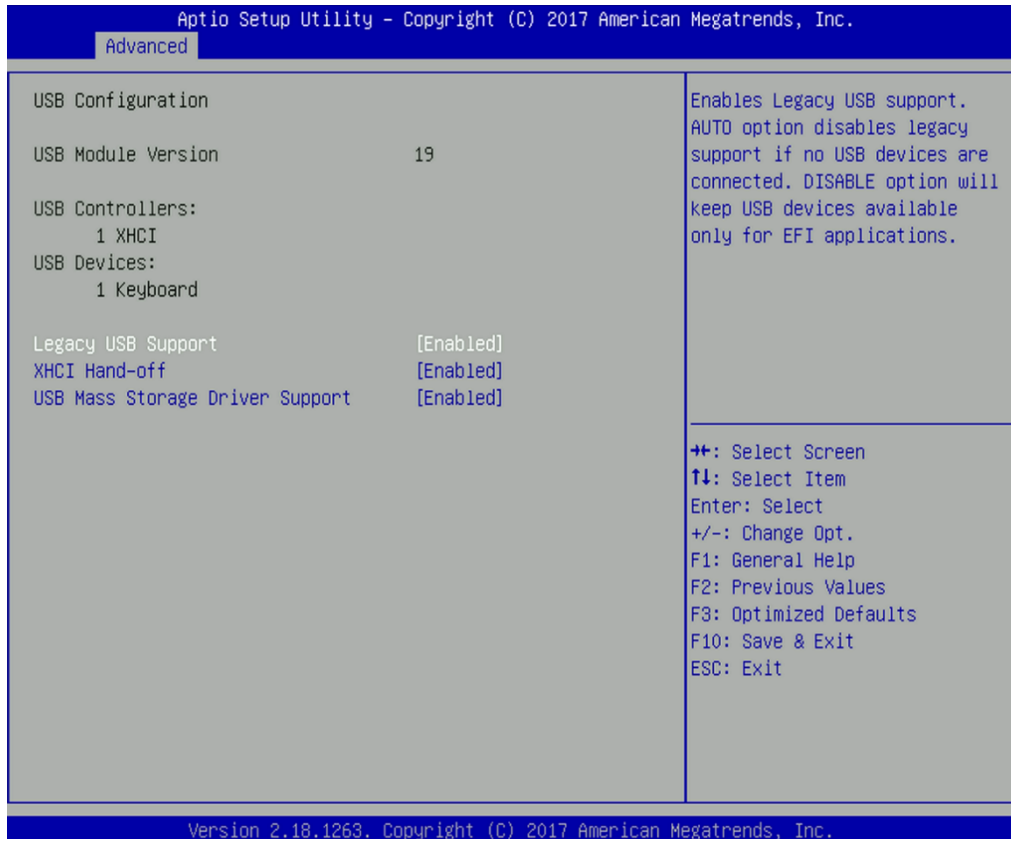 Aptio Setup Utility – Copyright (C) 2017 American Megatrends, Inc.
Advanced
USB Configuration
USB Module Version 19
USB Controllers:
1 XHCI
USB Devices:
1 Keyboard
Legacy USB Support [Enabled]
XHCI Hand-off [Enabled]
USB Mass Storage Driver Support [Enabled]
Enables Legacy USB support.
AUTO option disables legacy
support if no USB devices are
connected. DISABLE option will
keep USB devices available
only for EFI applications.
→←: Select Screen
↑↓: Select Item
Enter: Select
+/-: Change Opt.
F1: General Help
F2: Previous Values
F3: Optimized Defaults
F10: Save & Exit
ESC: Exit
Version 2.18.1263. Copyright (C) 2017 American Megatrends, Inc.